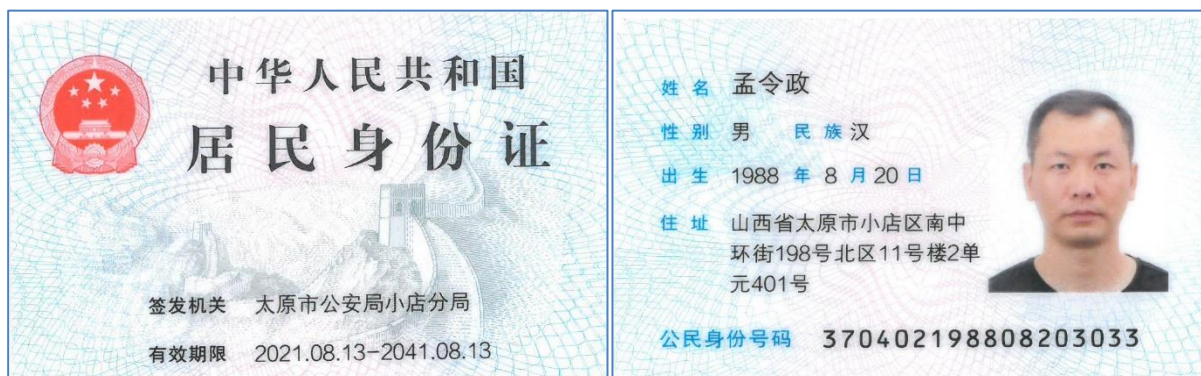 中华人民共和国
居民身份证
签发机关 太原市公安局小店分局
有效期限 2021.08.13-2041.08.13
姓名 孟令政
性别 男 民族 汉
出生 1988 年 8 月 20 日
住址 山西省太原市小店区南中
环街198号北区11号楼2单
元401号
公民身份号码 370402198808203033